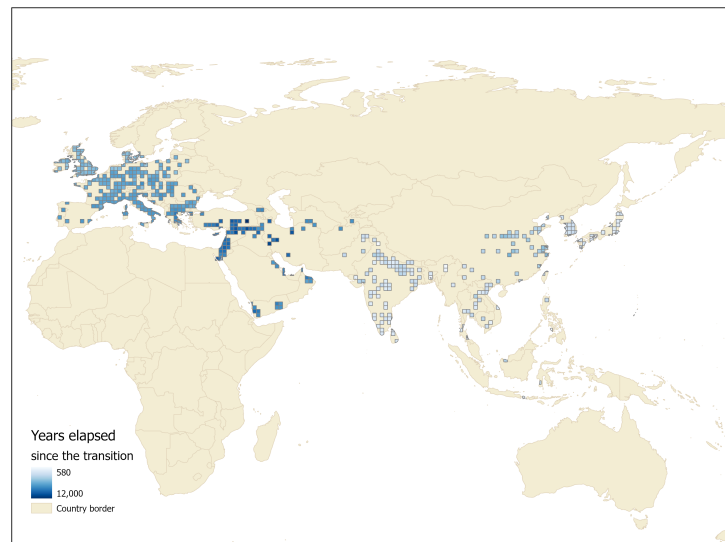 Years elapsed
since the transition
580
12,000
Country border